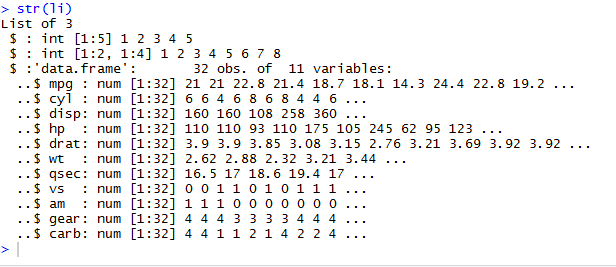 > str(li)
List of 3
 $ : int [1:5] 1 2 3 4 5
 $ : int [1:2, 1:4] 1 2 3 4 5 6 7 8
 $ :'data.frame':	32 obs. of  11 variables:
  ..$ mpg : num [1:32] 21 21 22.8 21.4 18.7 18.1 14.3 24.4 22.8 19.2 ...
  ..$ cyl : num [1:32] 6 6 4 6 8 6 8 4 4 6 ...
  ..$ disp: num [1:32] 160 160 108 258 360 ...
  ..$ hp  : num [1:32] 110 110 93 110 175 105 245 62 95 123 ...
  ..$ drat: num [1:32] 3.9 3.9 3.85 3.08 3.15 2.76 3.21 3.69 3.92 3.92 ...
  ..$ wt  : num [1:32] 2.62 2.88 2.32 3.21 3.44 ...
  ..$ qsec: num [1:32] 16.5 17 18.6 19.4 17 ...
  ..$ vs  : num [1:32] 0 0 1 1 0 1 0 1 1 1 ...
  ..$ am  : num [1:32] 1 1 1 0 0 0 0 0 0 0 ...
  ..$ gear: num [1:32] 4 4 4 3 3 3 3 4 4 4 ...
  ..$ carb: num [1:32] 4 4 1 1 2 1 4 2 2 4 ...
>